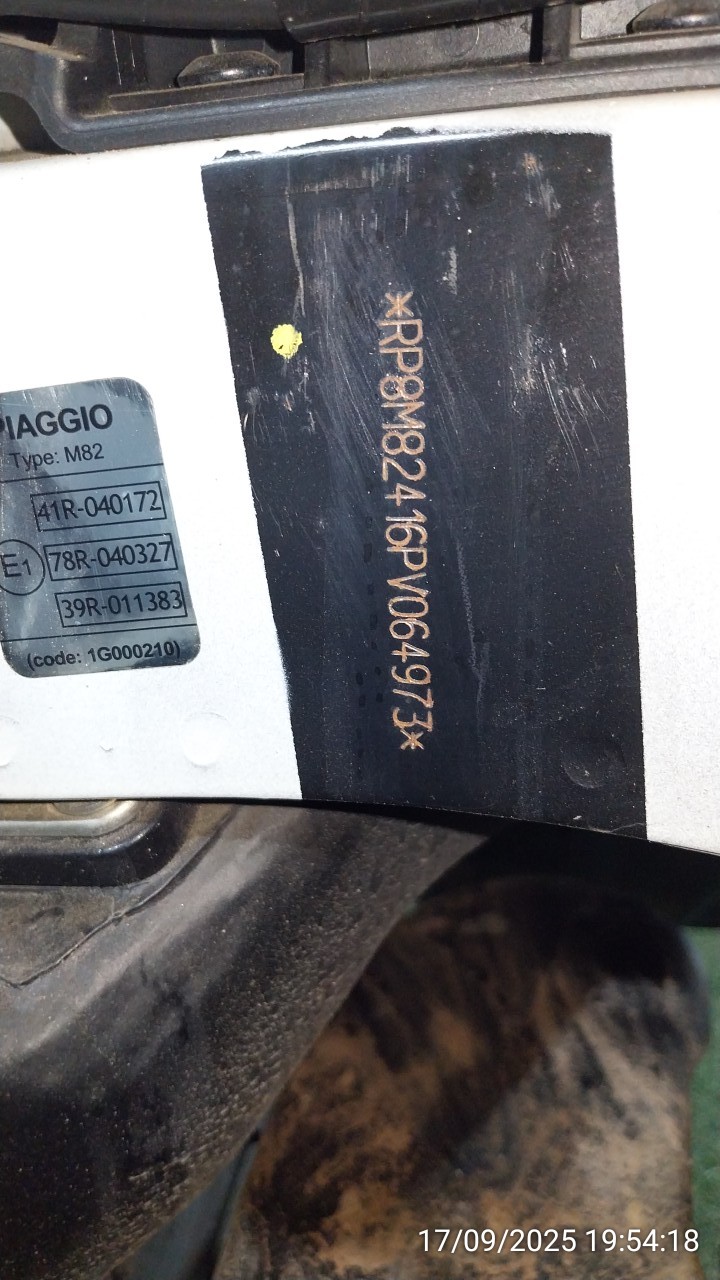 PIAGGIO
Type: M82
41R-040172
E1
78R-040327
39R-011383
(code: 1G000210)
*RP8M82416PV064973*
17/09/2025 19:54:18